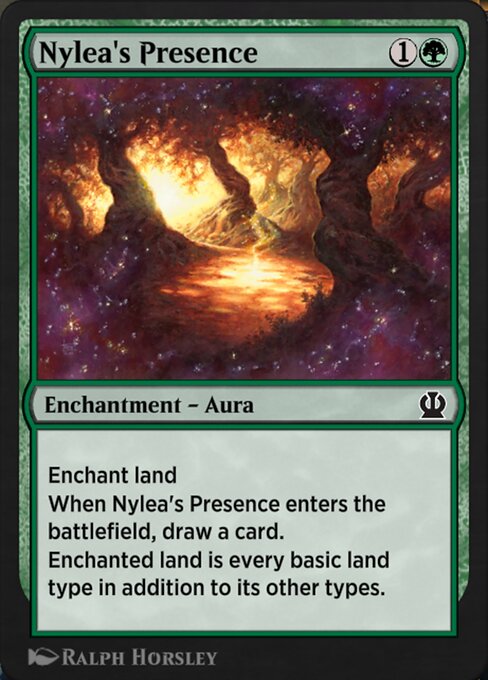 Nylea's Presence 1
Enchantment – Aura
Enchant land
When Nylea's Presence enters the
battlefield, draw a card.
Enchanted land is every basic land
type in addition to its other types.
Ralph Horsley